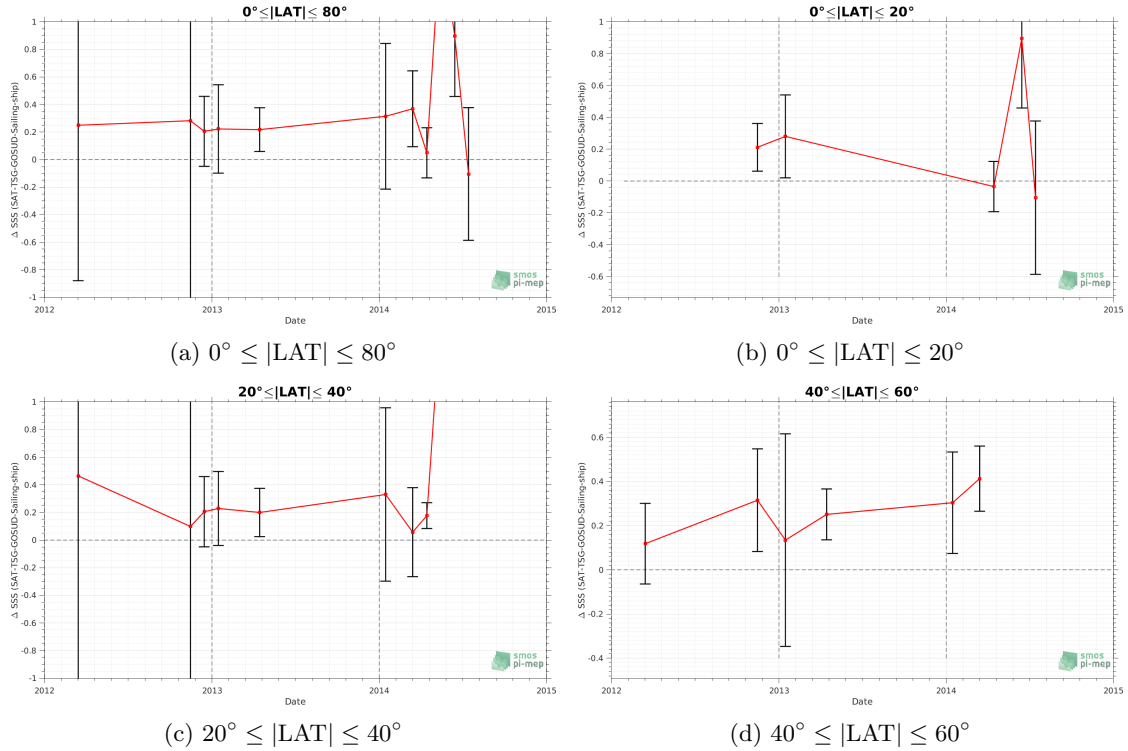 0°≤|LAT|≤ 80°
Δ SSS (SAT-TSG-GOSUD-Sailing-ship)
1
0.8
0.6
0.4
0.2
0
-0.2
-0.4
-0.6
-0.8
-1
2012
2013
2014
2015
Date
smos
pi-mep
(a) 0° ≤ |LAT| ≤ 80°
0°≤|LAT|≤ 20°
Δ SSS (SAT-TSG-GOSUD-Sailing-ship)
1
0.8
0.6
0.4
0.2
0
-0.2
-0.4
-0.6
2012
2013
2014
2015
Date
smos
pi-mep
(b) 0° ≤ |LAT| ≤ 20°
20°≤|LAT|≤ 40°
Δ SSS (SAT-TSG-GOSUD-Sailing-ship)
1
0.8
0.6
0.4
0.2
0
-0.2
-0.4
-0.6
-0.8
-1
2012
2013
2014
2015
Date
smos
pi-mep
(c) 20° ≤ |LAT| ≤ 40°
40°≤|LAT|≤ 60°
Δ SSS (SAT-TSG-GOSUD-Sailing-ship)
0.6
0.4
0.2
0
-0.2
-0.4
2012
2013
2014
2015
Date
smos
pi-mep
(d) 40° ≤ |LAT| ≤ 60°